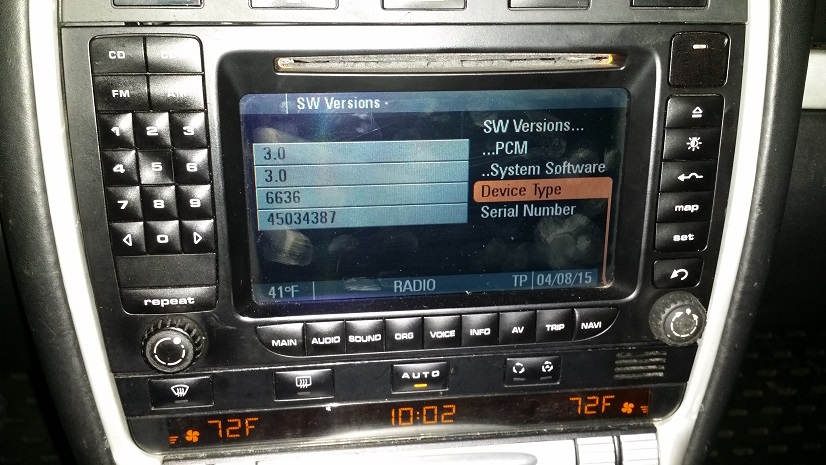 SW Versions ·
SW Versions...
3.0 ...PCM
3.0 ..System Software
6636 Device Type
45034387 Serial Number
41°F RADIO TP 04/08/15
CD
FM AM
1 2 3
4 5 6
7 8 9
0
repeat
map
set
MAIN AUDIO SOUND ORG VOICE INFO AV TRIP NAVI
AUTO
72F 10:02 72F